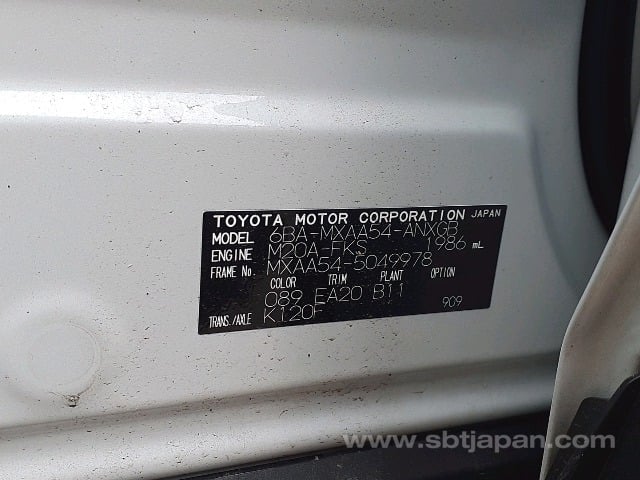 TOYOTA MOTOR CORPORATION JAPAN
MODEL 6BA-MXAA54-ANXGB
ENGINE M20A-FKS 1986 mL
FRAME No. MXAA54-5049978
COLOR TRIM PLANT OPTION
089 EA20 B11
TRANS./AXLE K120F 909
www.sbtjapan.com